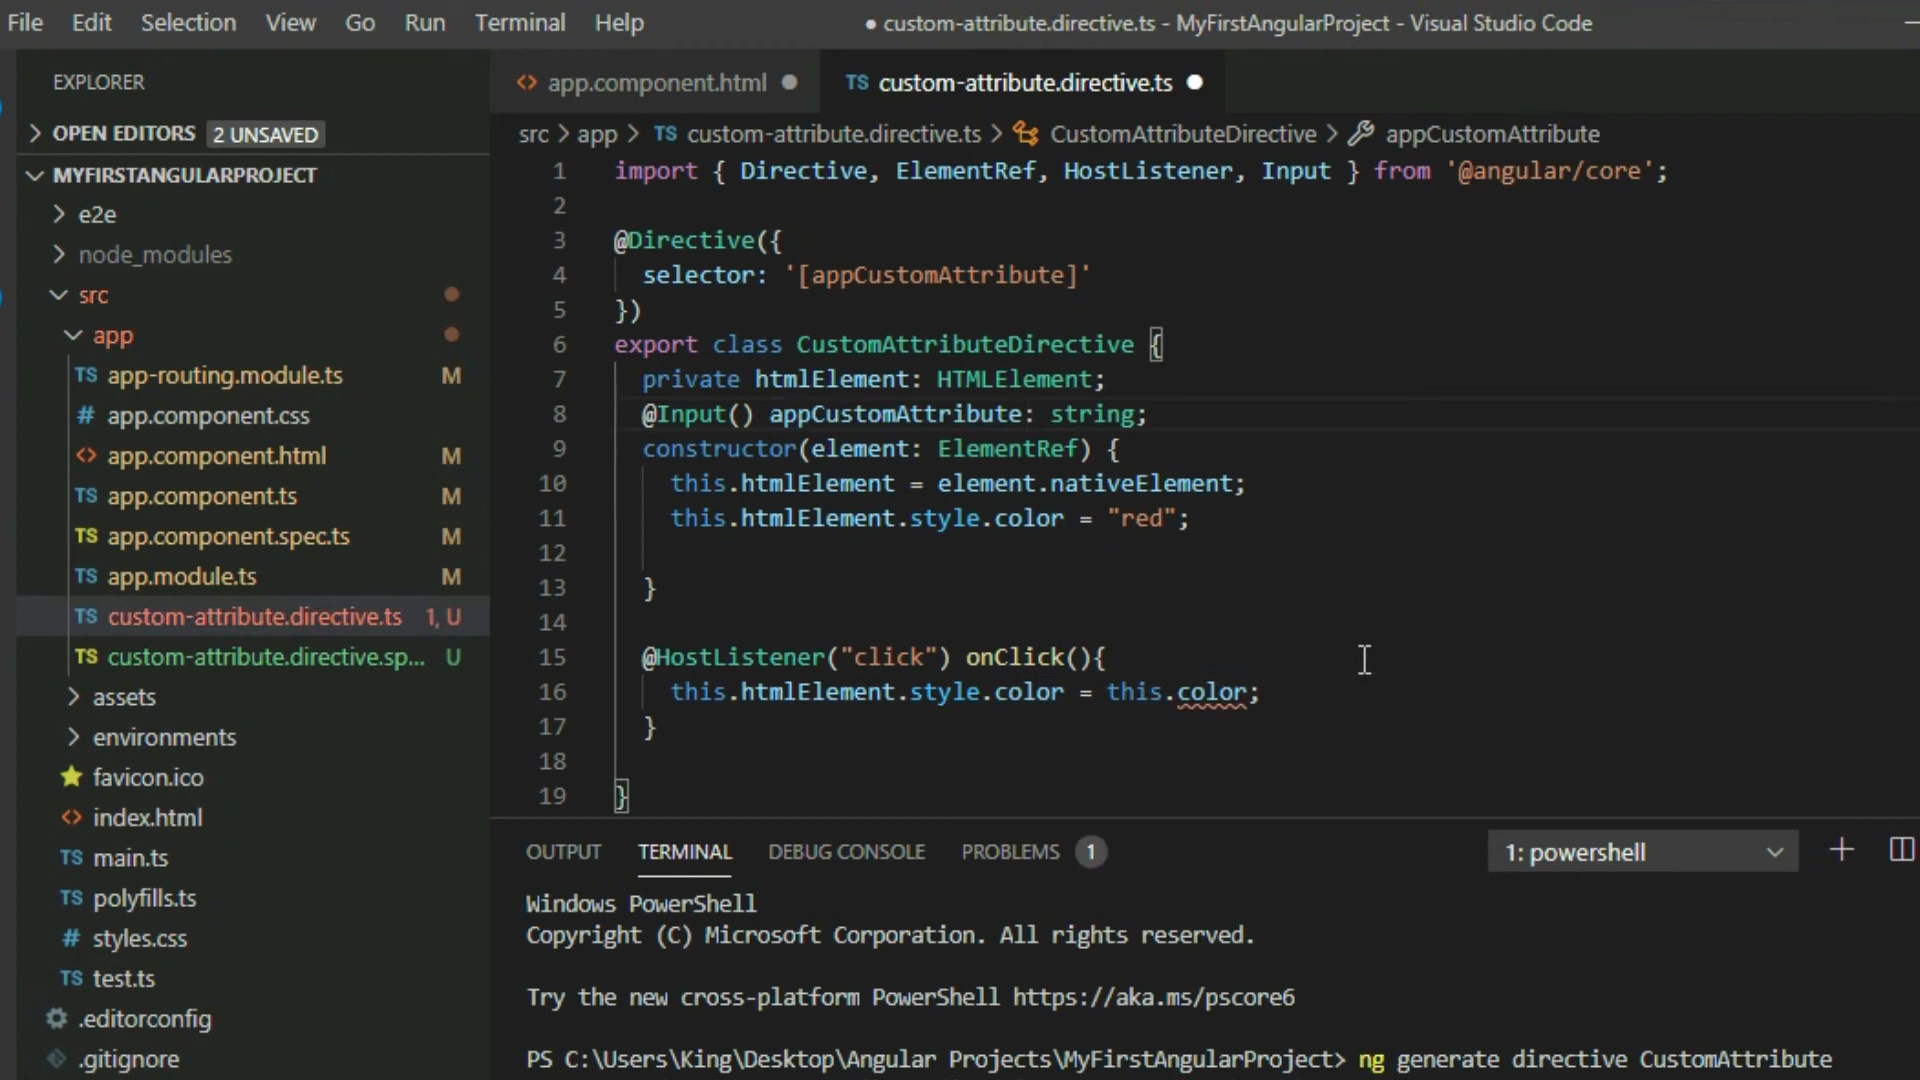 File Edit Selection View Go Run Terminal Help
● custom-attribute.directive.ts - MyFirstAngularProject - Visual Studio Code
EXPLORER
OPEN EDITORS 2 UNSAVED
MYFIRSTANGULARPROJECT
e2e
node_modules
src
app
TS app-routing.module.ts M
# app.component.css
<> app.component.html M
TS app.component.ts M
TS app.component.spec.ts M
TS app.module.ts M
TS custom-attribute.directive.ts 1, U
TS custom-attribute.directive.sp... U
assets
environments
favicon.ico
<> index.html
TS main.ts
TS polyfills.ts
# styles.css
TS test.ts
.editorconfig
.gitignore
<> app.component.html
TS custom-attribute.directive.ts
src > app > TS custom-attribute.directive.ts > CustomAttributeDirective > appCustomAttribute
1 import { Directive, ElementRef, HostListener, Input } from '@angular/core';
2
3 @Directive({
4 selector: '[appCustomAttribute]'
5 })
6 export class CustomAttributeDirective {
7 private htmlElement: HTMLElement;
8 @Input() appCustomAttribute: string;
9 constructor(element: ElementRef) {
10 this.htmlElement = element.nativeElement;
11 this.htmlElement.style.color = "red";
12
13 }
14
15 @HostListener("click") onClick(){
16 this.htmlElement.style.color = this.color;
17 }
18
19 }
OUTPUT TERMINAL DEBUG CONSOLE PROBLEMS 1
1: powershell
Windows PowerShell
Copyright (C) Microsoft Corporation. All rights reserved.
Try the new cross-platform PowerShell https://aka.ms/pscore6
PS C:\Users\King\Desktop\Angular Projects\MyFirstAngularProject> ng generate directive CustomAttribute